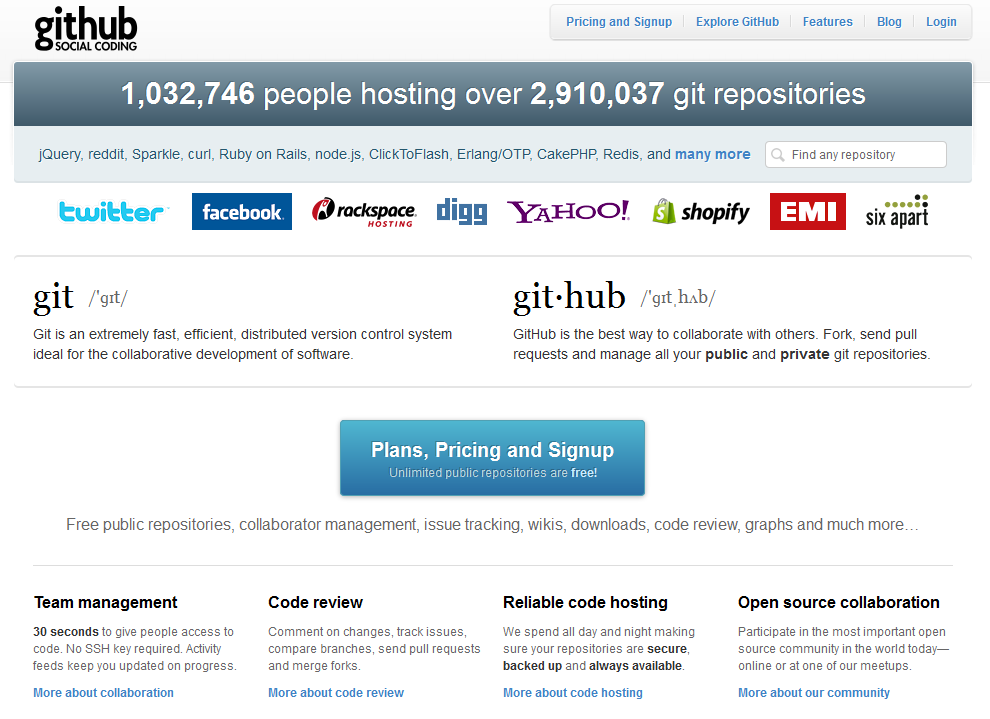 github
SOCIAL CODING
Pricing and Signup Explore GitHub Features Blog Login
1,032,746 people hosting over 2,910,037 git repositories
jQuery, reddit, Sparkle, curl, Ruby on Rails, node.js, ClickToFlash, Erlang/OTP, CakePHP, Redis, and many more
Find any repository
twitter facebook. rackspace. HOSTING digg YAHOO! shopify EMI six apart
git /'gɪt/
Git is an extremely fast, efficient, distributed version control system
ideal for the collaborative development of software.
git·hub /'gɪtˌhʌb/
GitHub is the best way to collaborate with others. Fork, send pull
requests and manage all your public and private git repositories.
Plans, Pricing and Signup
Unlimited public repositories are free!
Free public repositories, collaborator management, issue tracking, wikis, downloads, code review, graphs and much more…
Team management
30 seconds to give people access to
code. No SSH key required. Activity
feeds keep you updated on progress.
More about collaboration
Code review
Comment on changes, track issues,
compare branches, send pull requests
and merge forks.
More about code review
Reliable code hosting
We spend all day and night making
sure your repositories are secure,
backed up and always available.
More about code hosting
Open source collaboration
Participate in the most important open
source community in the world today—
online or at one of our meetups.
More about our community